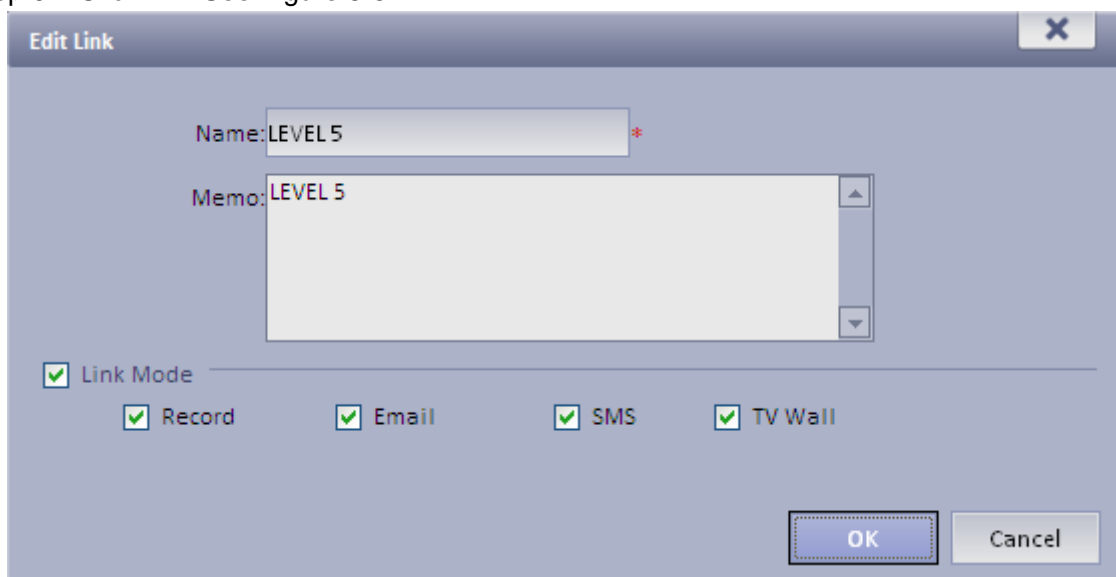 Edit Link
Name: LEVEL 5 *
Memo: LEVEL 5
Link Mode
Record Email SMS TV Wall
OK Cancel